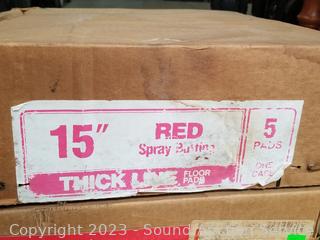 15" RED 5
Spray Buffing PADS
THICK LINE FLOOR PADS ONE CASE
Copyright 2023 - Sound